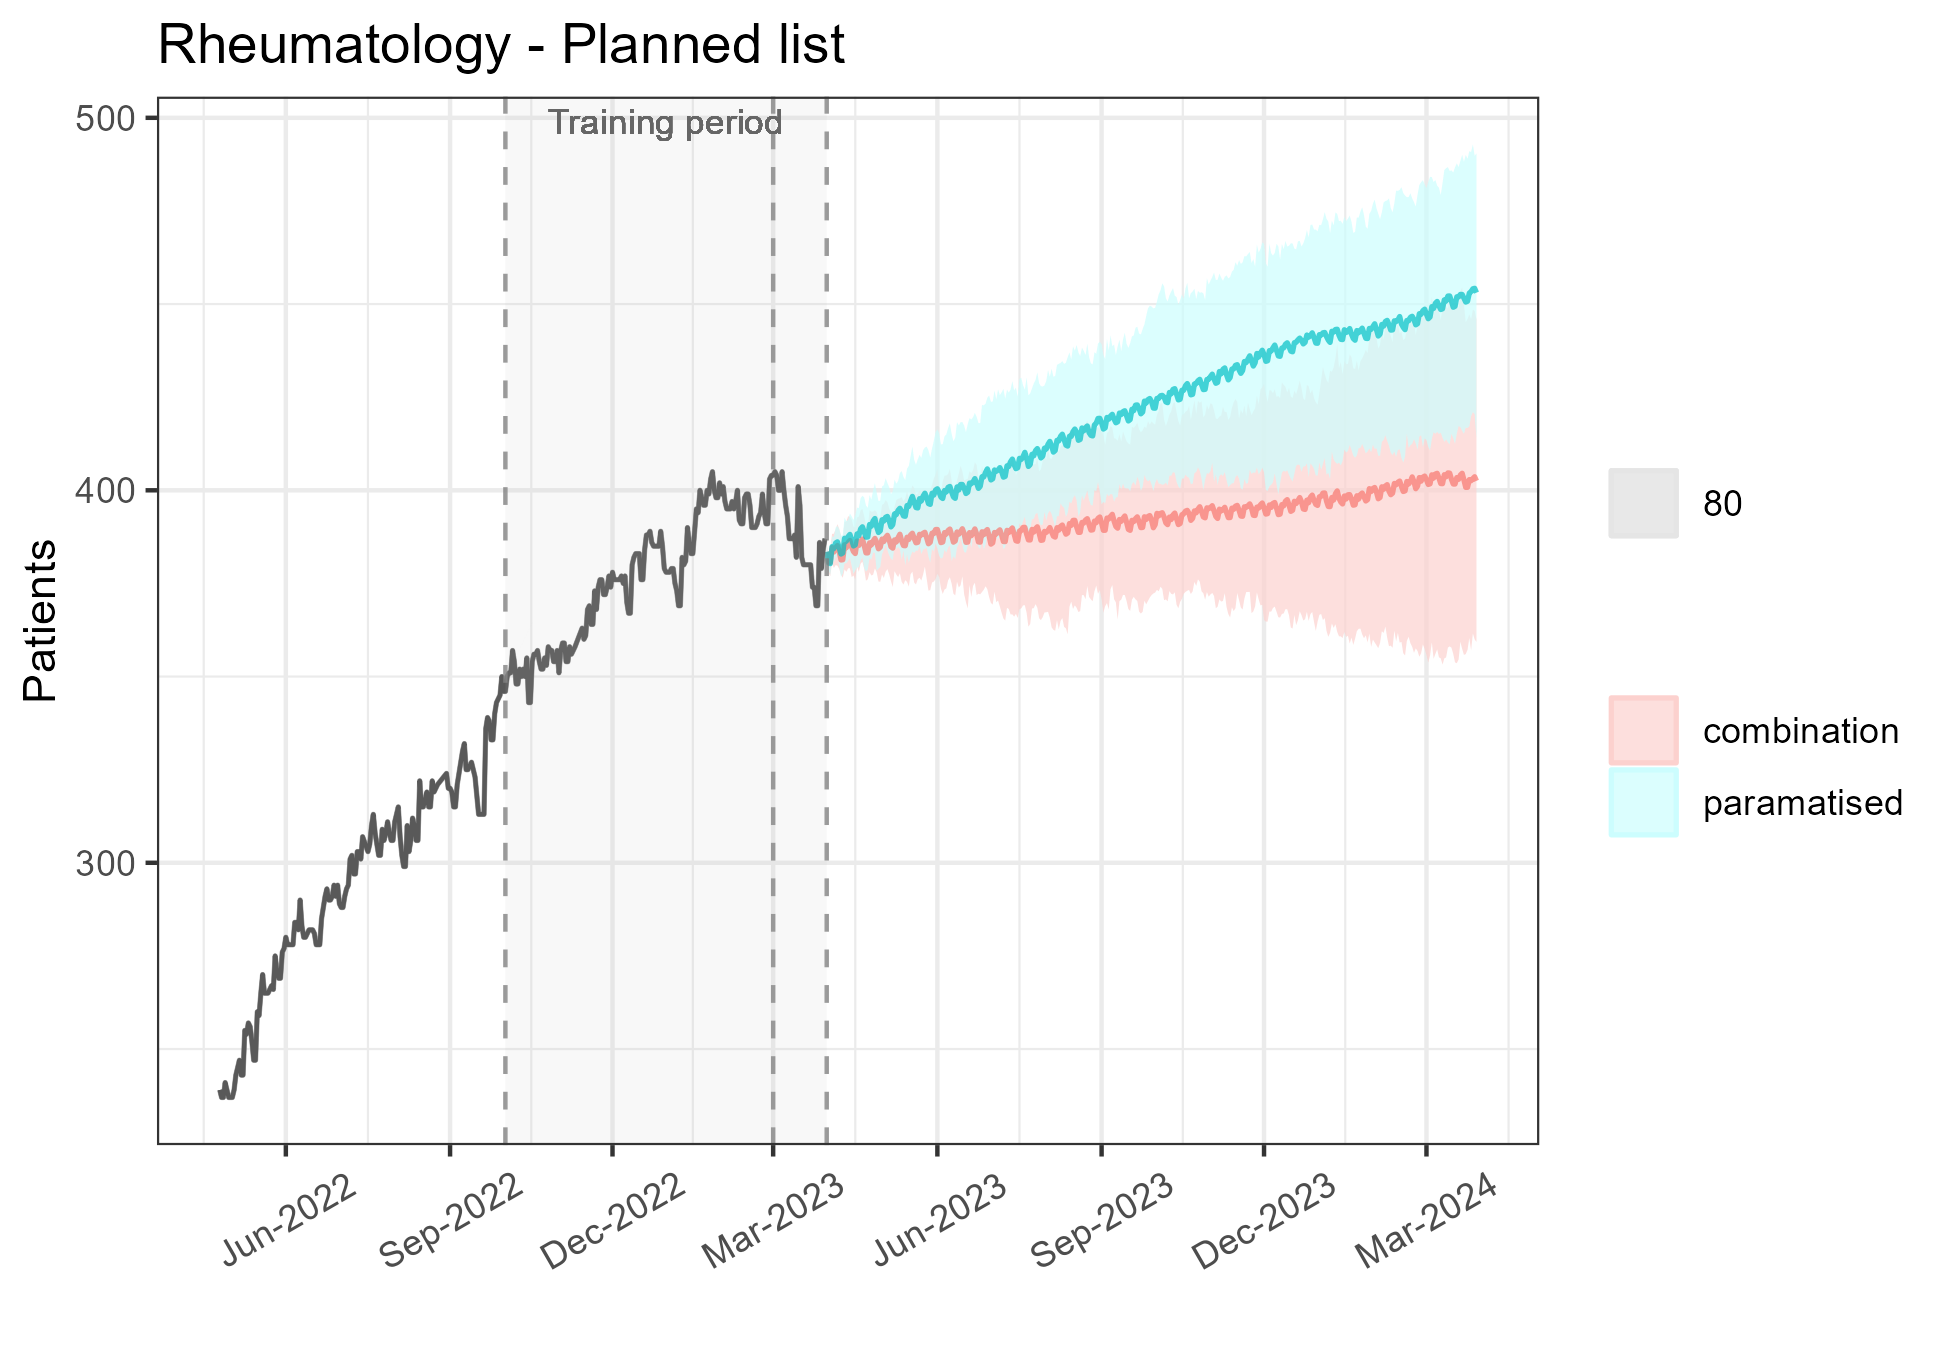 Rheumatology - Planned list
Training period
500
400
300
Patients
Jun-2022
Sep-2022
Dec-2022
Mar-2023
Jun-2023
Sep-2023
Dec-2023
Mar-2024
80
combination
paramatised